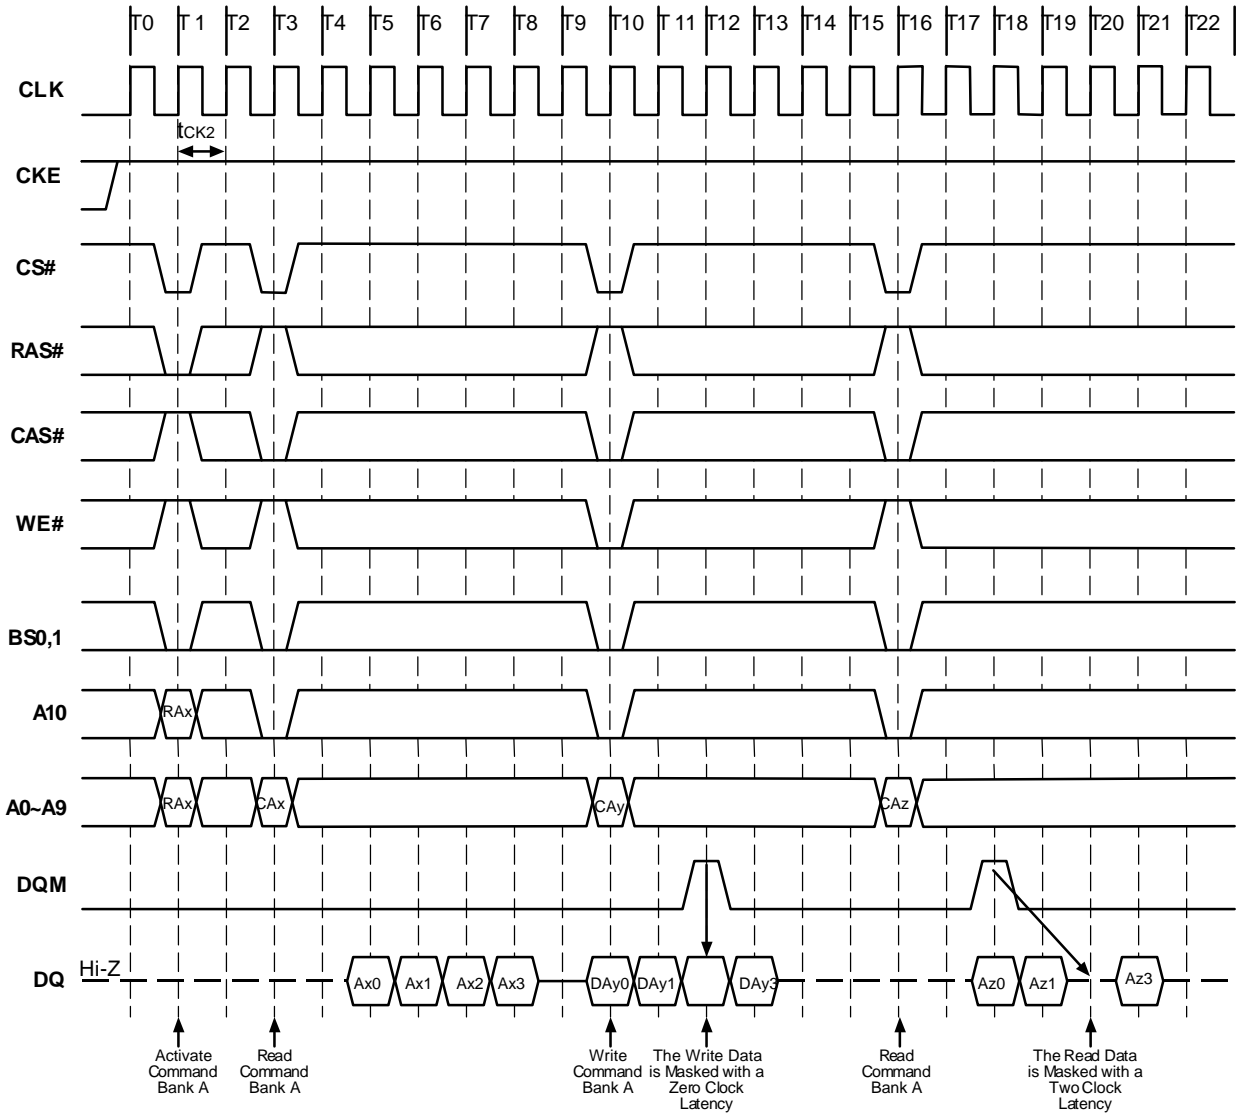 T0 T1 T2 T3 T4 T5 T6 T7 T8 T9 T10 T11 T12 T13 T14 T15 T16 T17 T18 T19 T20 T21 T22
CLK
tCK2
CKE
CS#
RAS#
CAS#
WE#
BS0,1
A10 RAx
A0~A9 RAx CAx CAy CAz
DQM
DQ Hi-Z Ax0 Ax1 Ax2 Ax3 DAy0 DAy1 DAy3 Az0 Az1 Az3
Activate
Command
Bank A
Read
Command
Bank A
Write
Command
Bank A
The Write Data
is Masked with a
Zero Clock
Latency
Read
Command
Bank A
The Read Data
is Masked with a
Two Clock
Latency